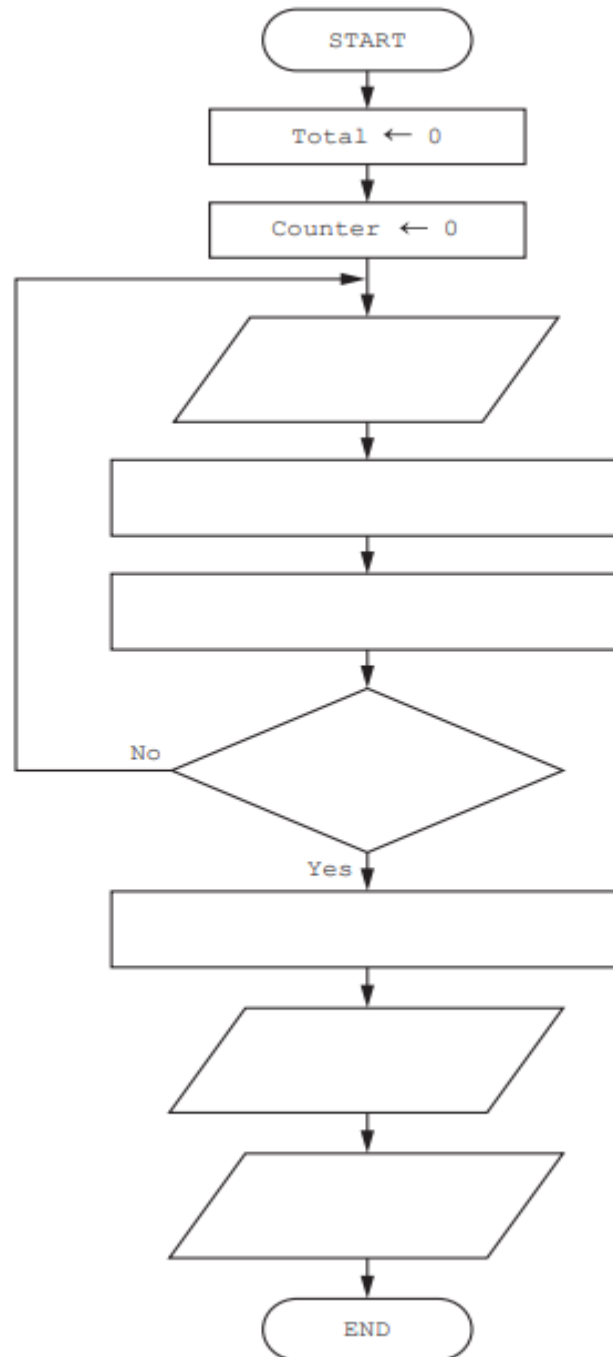 START
Total ← 0
Counter ← 0
No
Yes
END